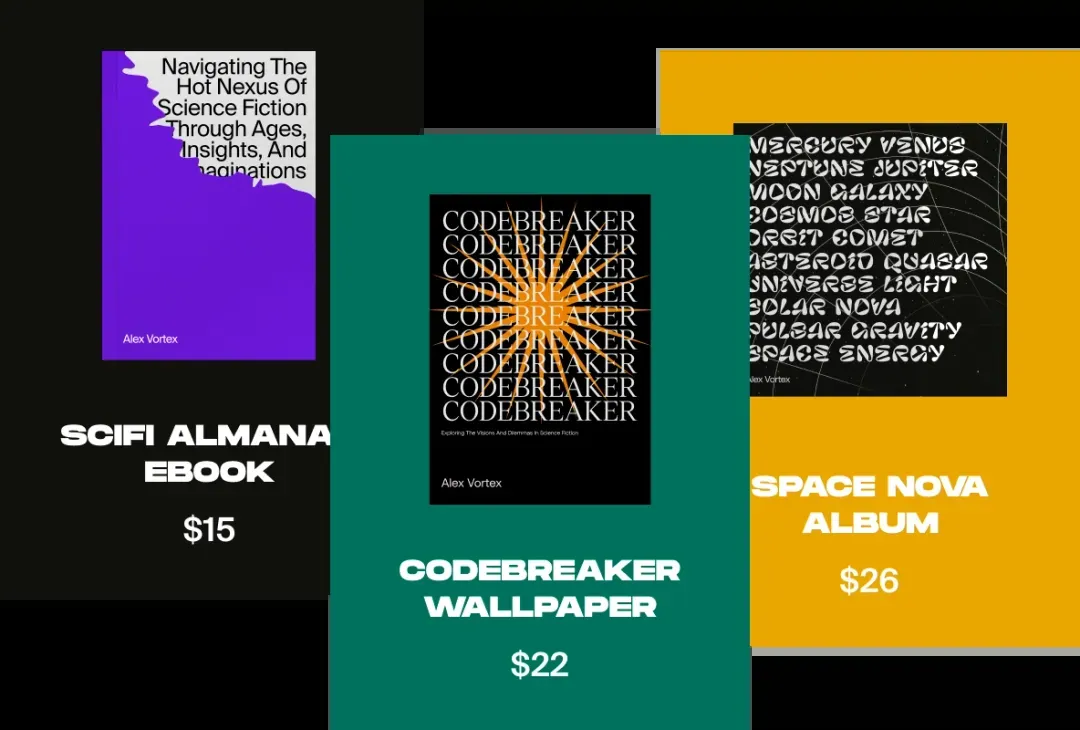 Navigating The
Hot Nexus Of
Science Fiction
Through Ages,
Insights, And
Alex Vortex
SCIFI ALMANA
EBOOK
$15
CODEBREAKER
CODEBREAKER
CODEBREAKER
CODEBREAKER
CODEBREAKER
CODEBREAKER
CODEBREAKER
CODEBREAKER
CODEBREAKER
Exploring The Visions And Dilemmas In Science Fiction
Alex Vortex
CODEBREAKER
WALLPAPER
$22
MERCURY VENUS
NEPTUNE JUPITER
MOON GALAXY
COSMOS STAR
ORBIT COMET
ASTEROID QUASAR
UNIVERSE LIGHT
SOLAR NOVA
PULSAR GRAVITY
SPACE ENERGY
Alex Vortex
SPACE NOVA
ALBUM
$26